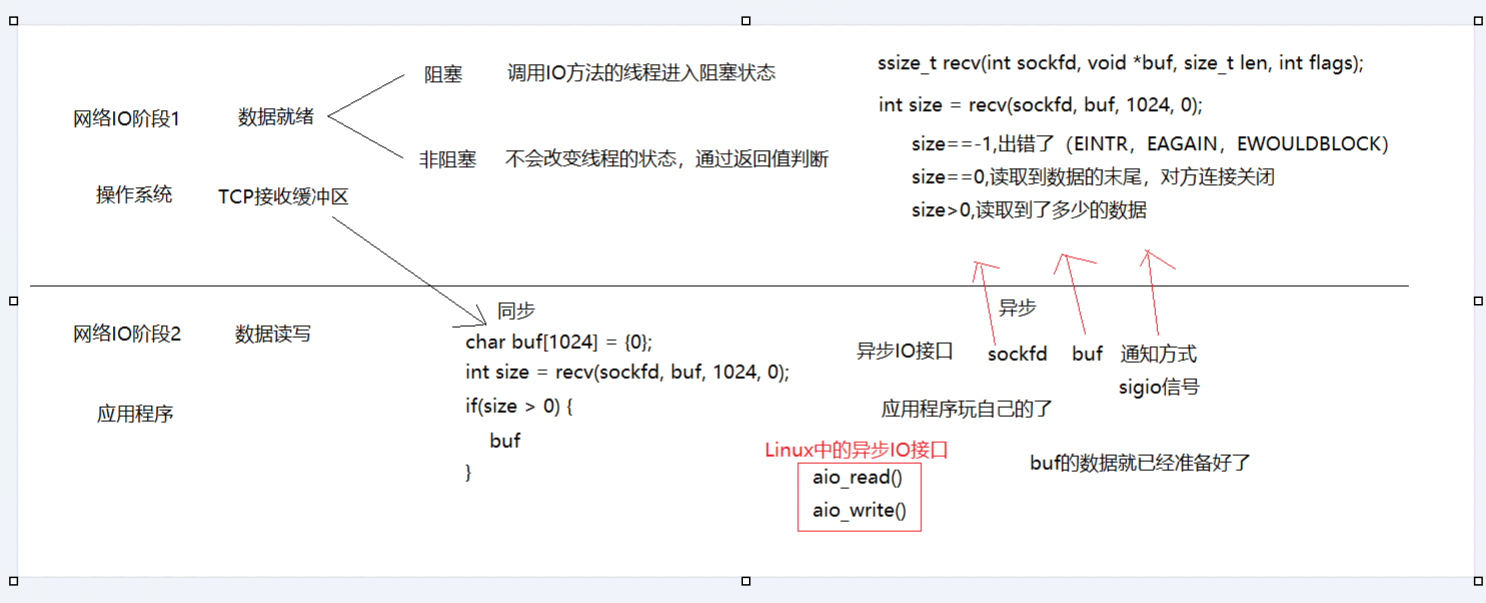 阻塞 调用IO方法的线程进入阻塞状态
网络IO阶段1 数据就绪
非阻塞 不会改变线程的状态，通过返回值判断
操作系统 TCP接收缓冲区
ssize_t recv(int sockfd, void *buf, size_t len, int flags);
int size = recv(sockfd, buf, 1024, 0);
size==-1,出错了（EINTR，EAGAIN，EWOULDBLOCK）
size==0,读取到数据的末尾，对方连接关闭
size>0,读取到了多少的数据
网络IO阶段2 数据读写
应用程序
同步
char buf[1024] = {0};
int size = recv(sockfd, buf, 1024, 0);
if(size > 0) {
buf
}
异步
异步IO接口 sockfd buf 通知方式
sigio信号
应用程序玩自己的了
Linux中的异步IO接口
aio_read()
aio_write()
buf的数据就已经准备好了